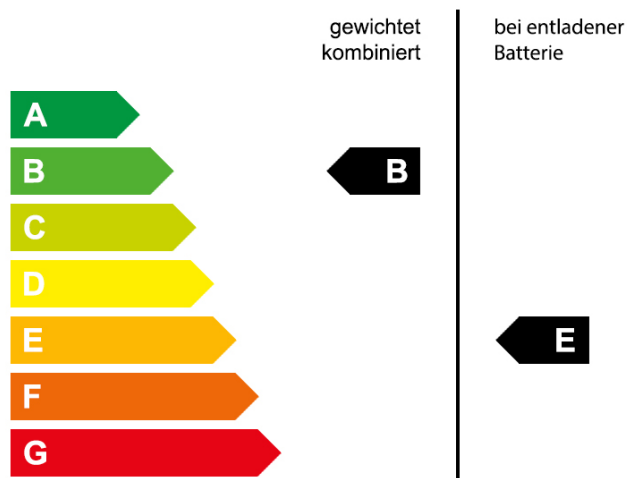 gewichtet
kombiniert
bei entladener
Batterie
A
B
B
C
D
E
E
F
G